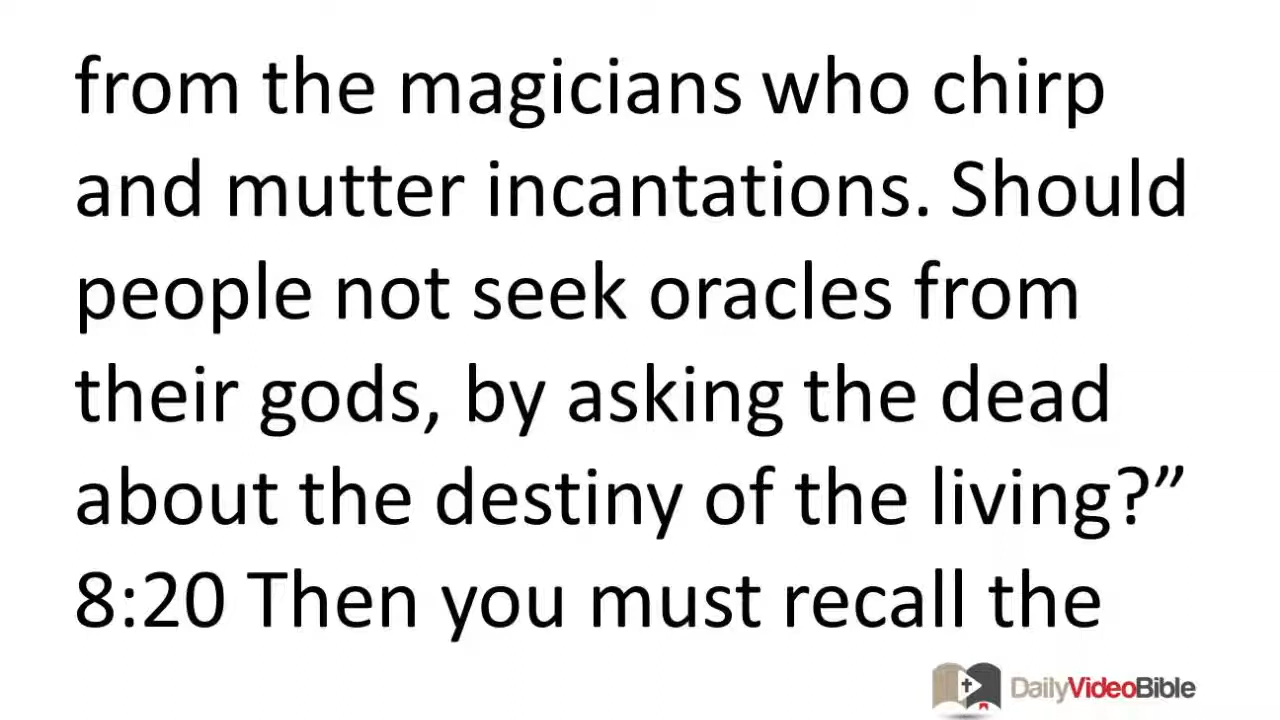 from the magicians who chirp
and mutter incantations. Should
people not seek oracles from
their gods, by asking the dead
about the destiny of the living?”
8:20 Then you must recall the
DailyVideoBible